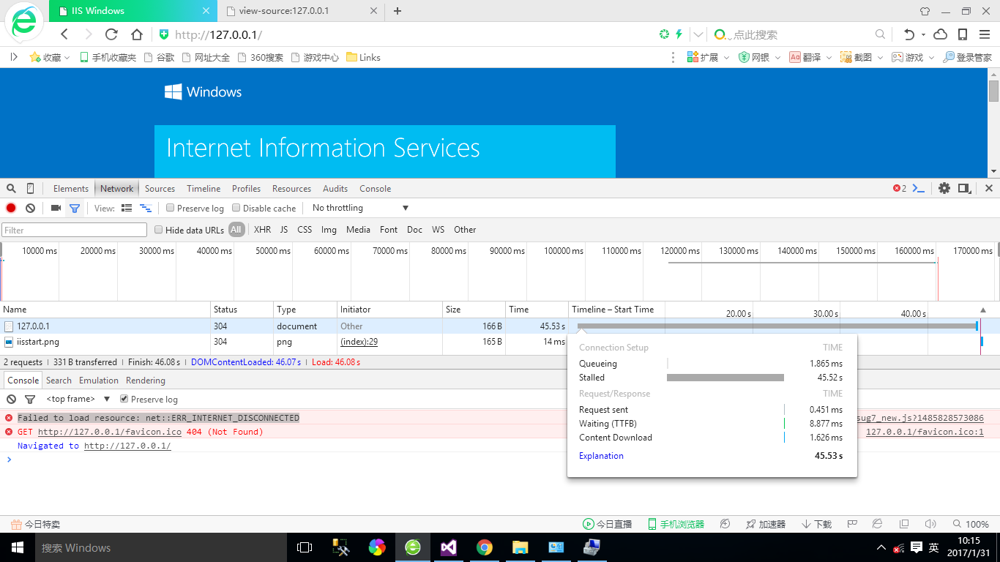 IIS Windows
view-source:127.0.0.1
http://127.0.0.1/
点此搜索
收藏 手机收藏夹 谷歌 网址大全 360搜索 游戏中心 Links 扩展 网银 Aa 翻译 截图 游戏 登录管家
Windows
Internet Information Services
Elements Network Sources Timeline Profiles Resources Audits Console 2
View: Preserve log Disable cache No throttling
Filter Hide data URLs All XHR JS CSS Img Media Font Doc WS Other
10000 ms 20000 ms 30000 ms 40000 ms 50000 ms 60000 ms 70000 ms 80000 ms 90000 ms 100000 ms 110000 ms 120000 ms 130000 ms 140000 ms 150000 ms 160000 ms 170000 ms
Name Status Type Initiator Size Time Timeline – Start Time 20.00 s 30.00 s 40.00 s
127.0.0.1 304 document Other 166 B 45.53 s
iisstart.png 304 png (index):29 165 B 14 ms
2 requests | 331 B transferred | Finish: 46.08 s | DOMContentLoaded: 46.07 s | Load: 46.08 s
Connection Setup TIME
Queueing 1.865 ms
Stalled 45.52 s
Request/Response TIME
Request sent 0.451 ms
Waiting (TTFB) 8.877 ms
Content Download 1.626 ms
Explanation 45.53 s
Console Search Emulation Rendering
<top frame> Preserve log
Failed to load resource: net::ERR_INTERNET_DISCONNECTED sug7_new.js?1485828573086
GET http://127.0.0.1/favicon.ico 404 (Not Found) 127.0.0.1/favicon.ico:1
Navigated to http://127.0.0.1/
今日特卖 今日直播 手机浏览器 加速器 下载 100%
搜索 Windows
英
10:15
2017/1/31